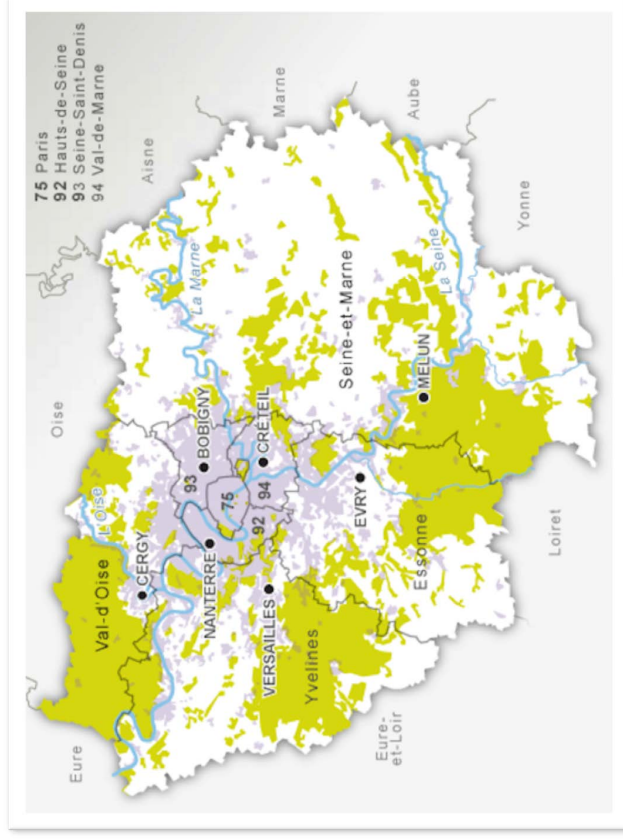 75 Paris
92 Hauts-de-Seine
93 Seine-Saint-Denis
94 Val-de-Marne
Oise
Aisne
Eure
L'Oise
Val-d'Oise
CERGY
La Marne
Marne
93
BOBIGNY
NANTERRE
75
92
94
CRÉTEIL
VERSAILLES
Yvelines
Seine-et-Marne
EVRY
Essonne
MELUN
La Seine
Aube
Eure-
et-Loir
Yonne
Loiret